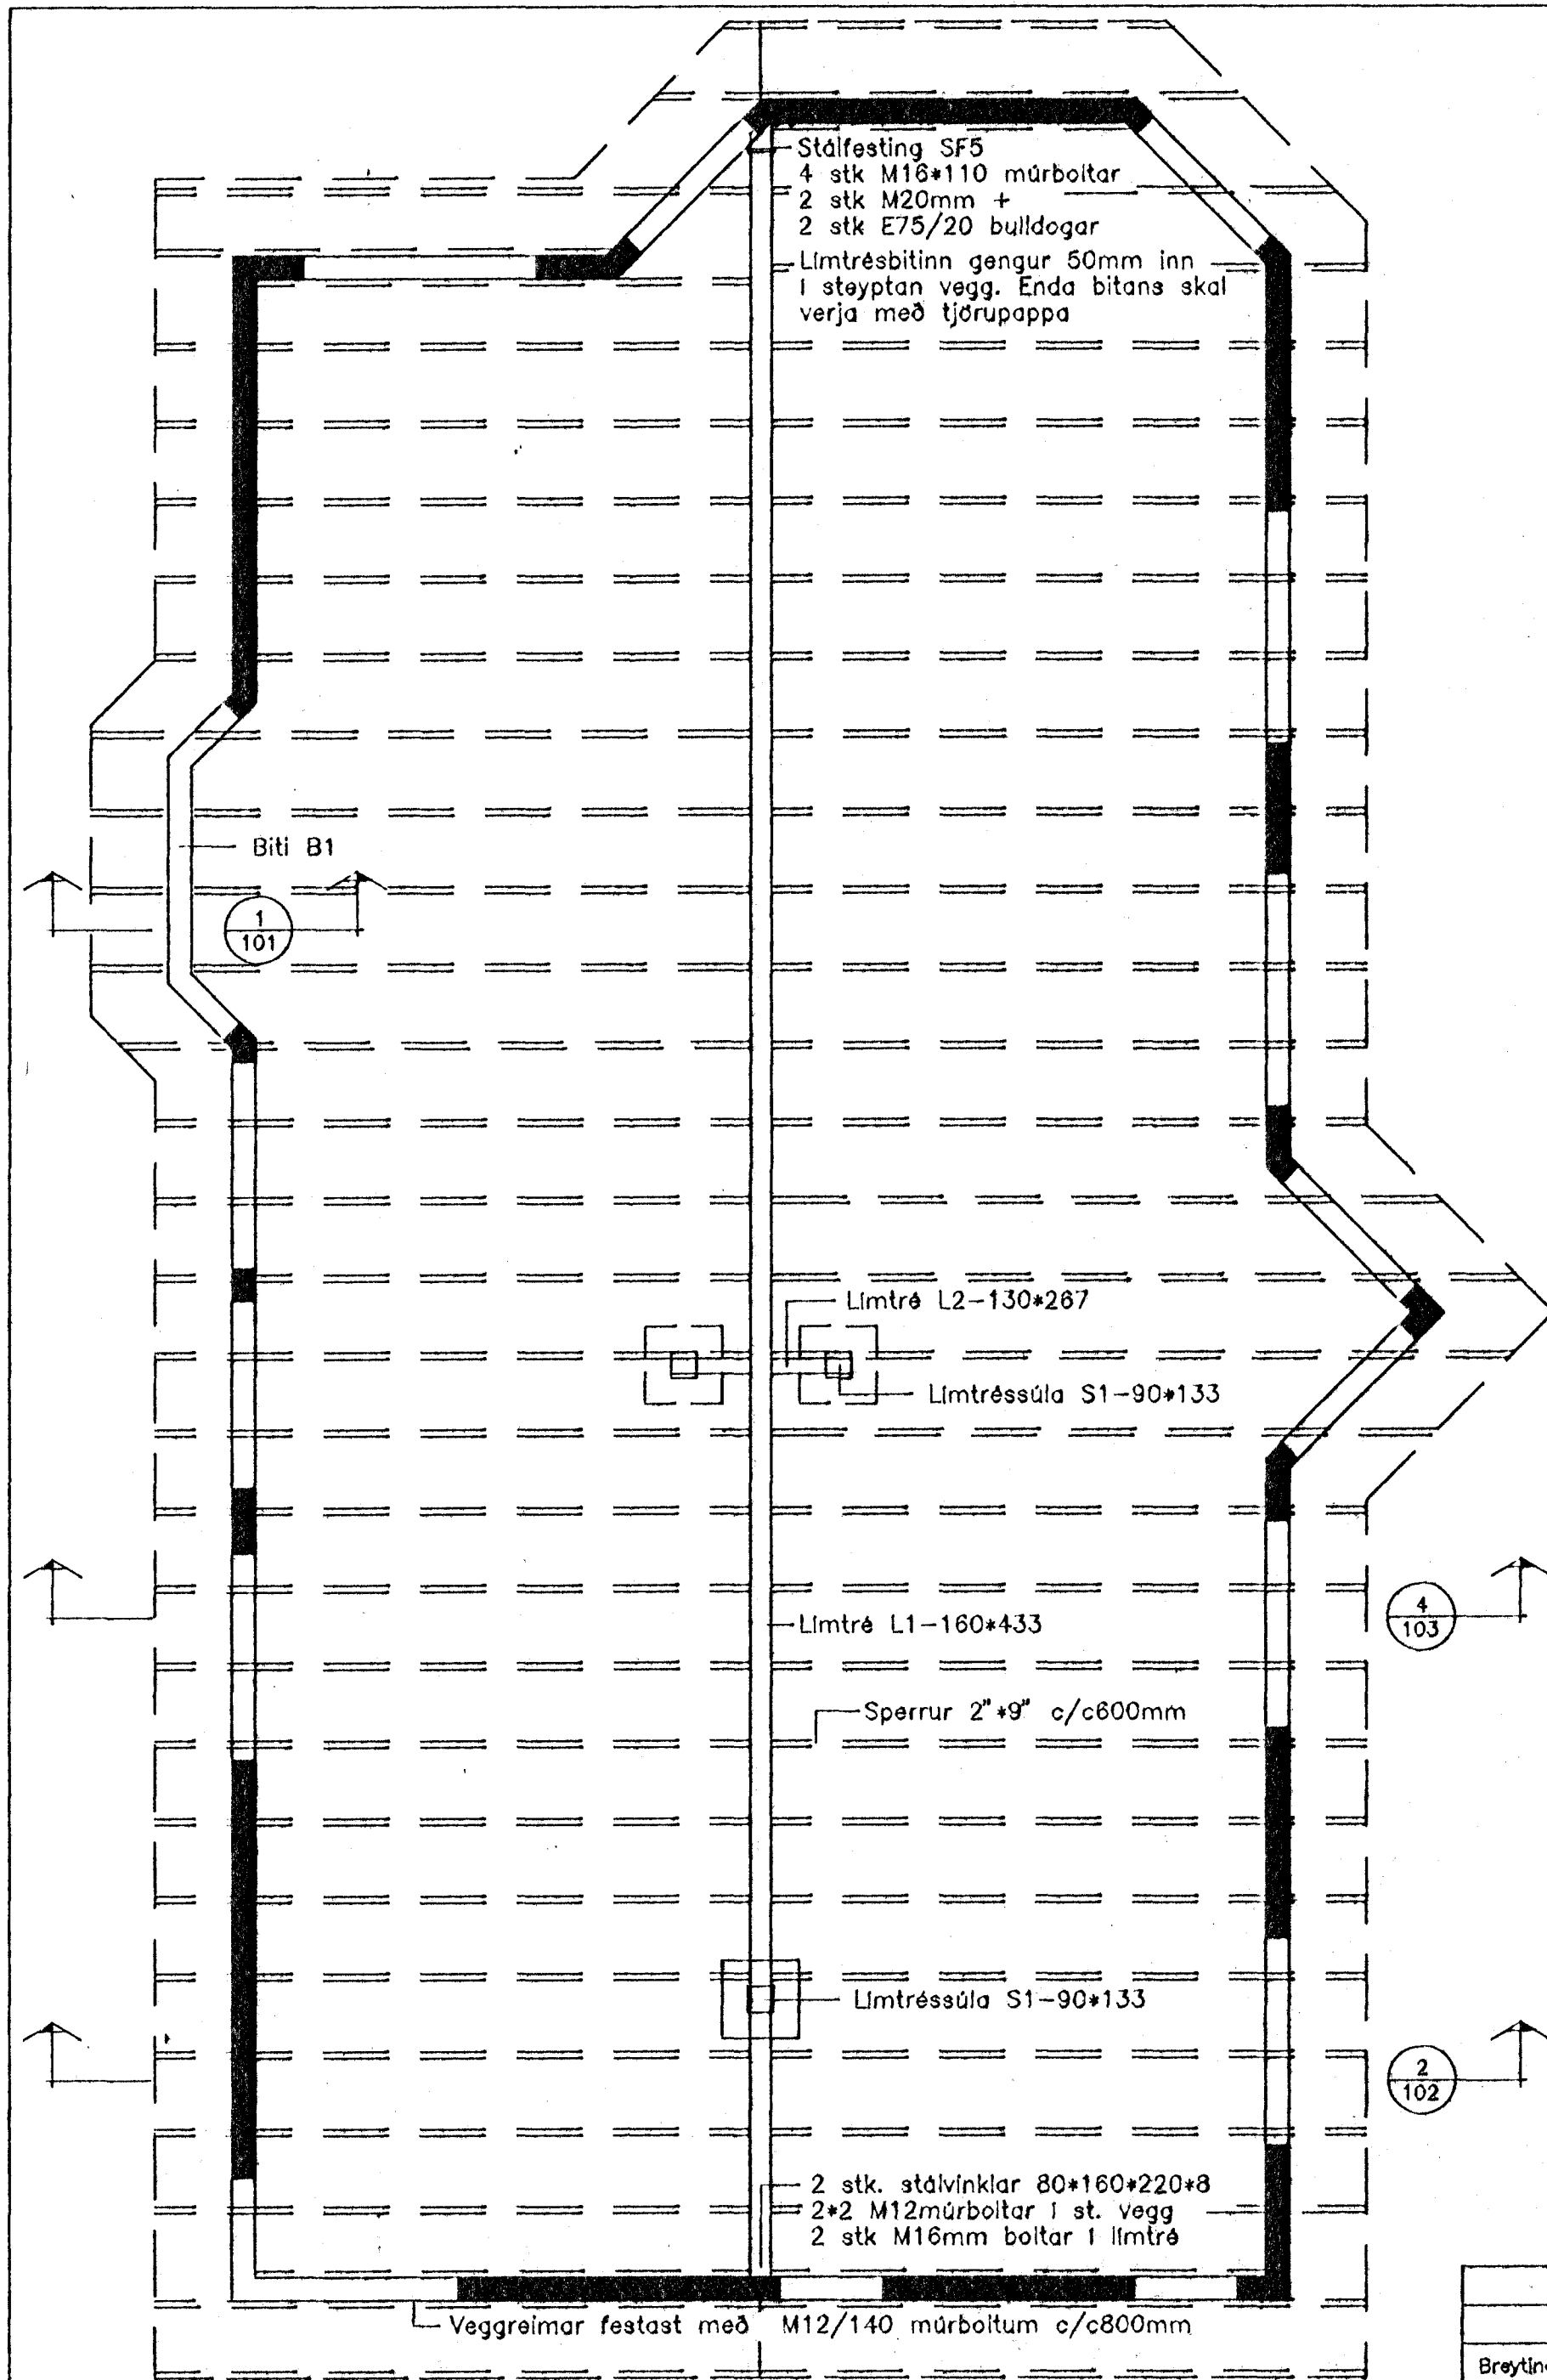 Stálfesting SF5
4 stk M16*110 múrboltar
2 stk M20mm +
2 stk E75/20 bulldogar
Límtrésbitinn gengur 50mm inn
í steyptan vegg. Enda bitans skal
verja með tjörupappa
Biti B1
1
101
Límtré L2-130*267
Límtréssúla S1-90*133
4
103
Límtré L1-160*433
Sperrur 2"*9" c/c600mm
Límtréssúla S1-90*133
2
102
2 stk. stálvinklar 80*160*220*8
2*2 M12múrboltar í st. vegg
2 stk M16mm boltar í límtré
Veggreimar festast með M12/140 múrboltum c/c800mm